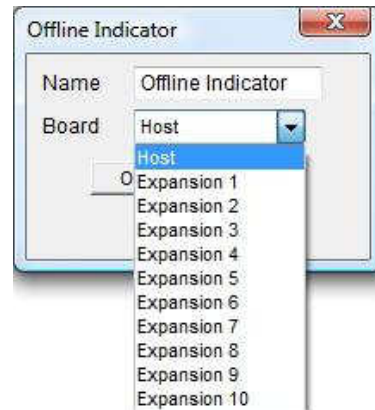 Offline Indicator
Name Offline Indicator
Board Host
Host
O
Expansion 1
Expansion 2
Expansion 3
Expansion 4
Expansion 5
Expansion 6
Expansion 7
Expansion 8
Expansion 9
Expansion 10